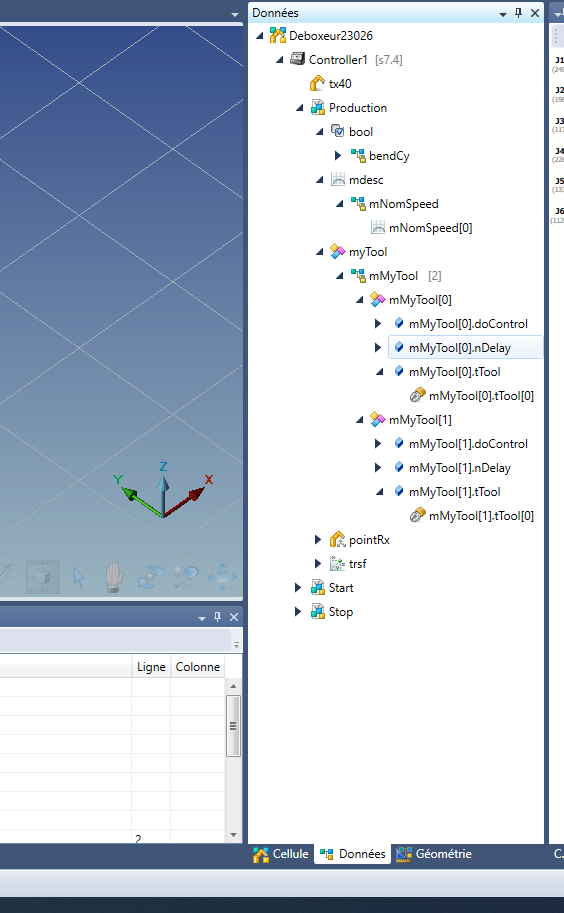 Données
Deboxeur23026
Controller1 [s7.4]
tx40
Production
bool
bendCy
mdesc
mNomSpeed
mNomSpeed[0]
myTool
mMyTool [2]
mMyTool[0]
mMyTool[0].doControl
mMyTool[0].nDelay
mMyTool[0].tTool
mMyTool[0].tTool[0]
mMyTool[1]
mMyTool[1].doControl
mMyTool[1].nDelay
mMyTool[1].tTool
mMyTool[1].tTool[0]
pointRx
trsf
Start
Stop
Y Z X
Ligne Colonne
2
Cellule Données Géométrie
J1
J2
J3
J4
J5
J6